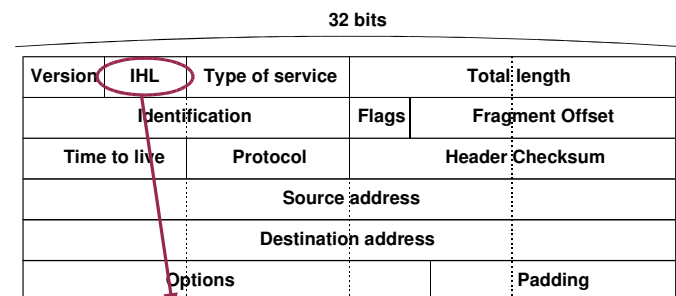 32 bits
Version IHL Type of service Total length
Identification Flags Fragment Offset
Time to live Protocol Header Checksum
Source address
Destination address
Options Padding